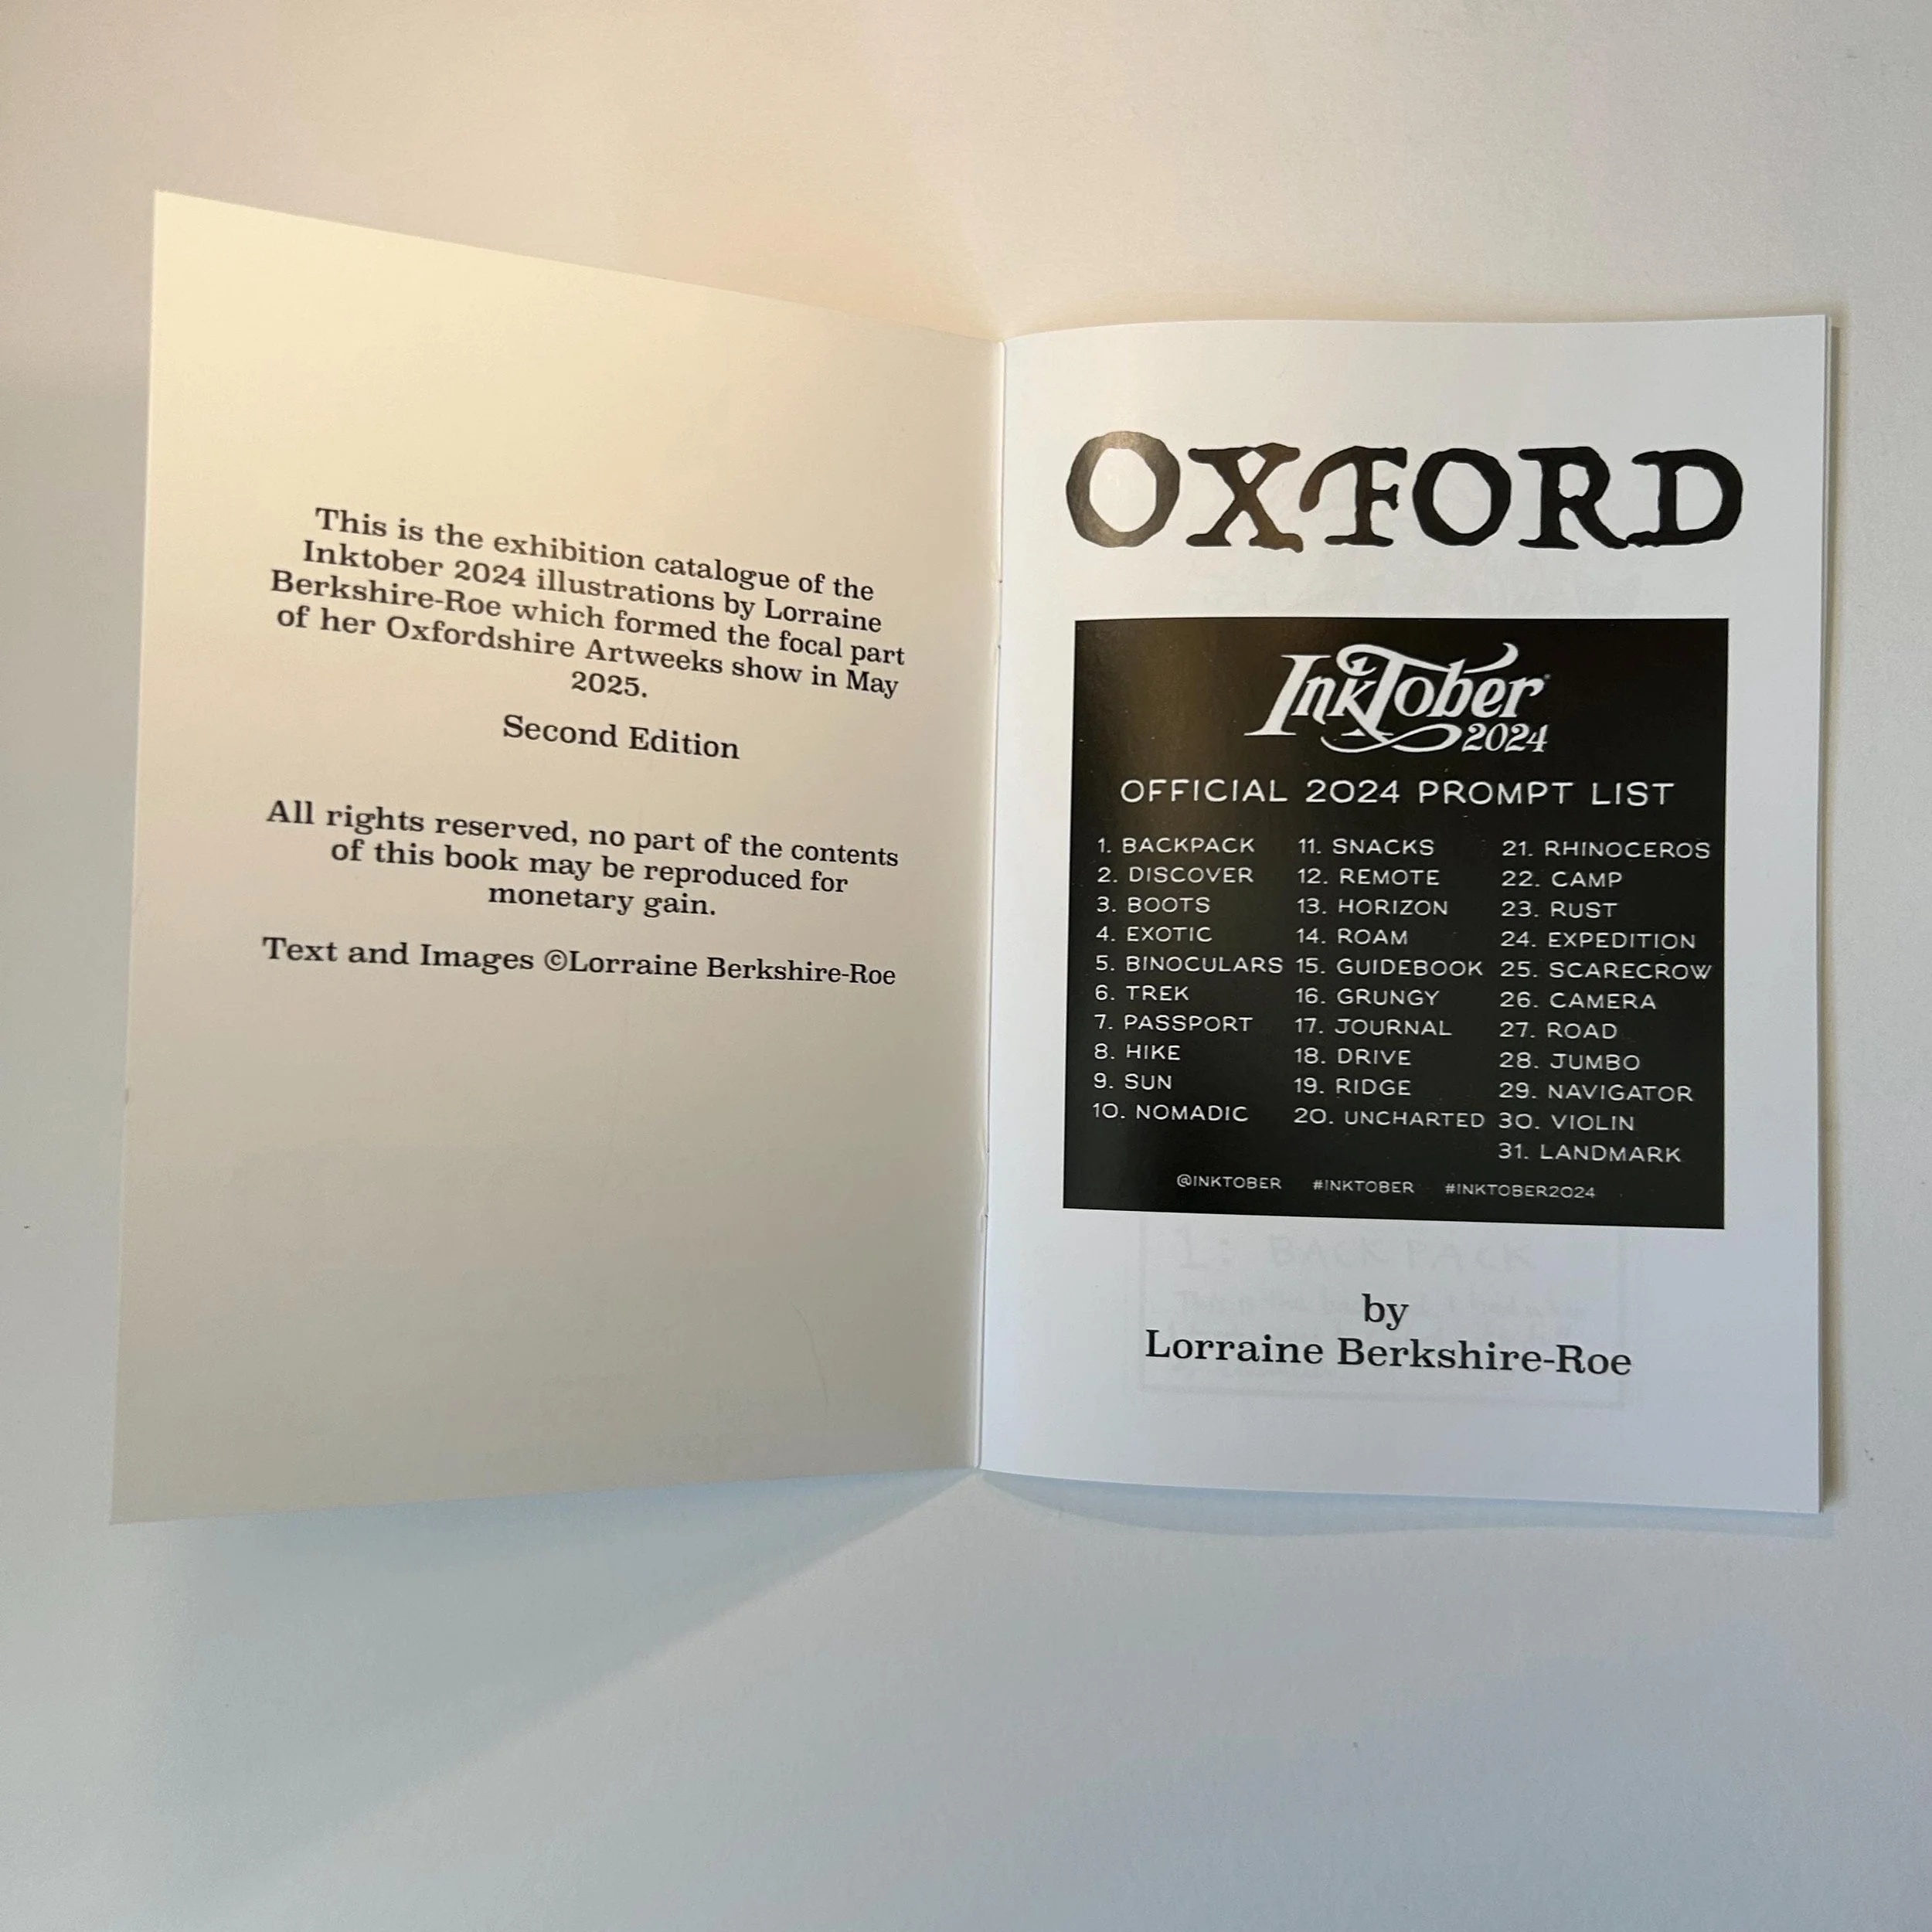 This is the exhibition catalogue of the
Inktober 2024 illustrations by Lorraine
Berkshire-Roe which formed the focal part
of her Oxfordshire Artweeks show in May
2025.
Second Edition
All rights reserved, no part of the contents
of this book may be reproduced for
monetary gain.
Text and Images ©Lorraine Berkshire-Roe
OXFORD
InkTober
2024
OFFICIAL 2024 PROMPT LIST
1. BACKPACK
2. DISCOVER
3. BOOTS
4. EXOTIC
5. BINOCULARS
6. TREK
7. PASSPORT
8. HIKE
9. SUN
10. NOMADIC
11. SNACKS
12. REMOTE
13. HORIZON
14. ROAM
15. GUIDEBOOK
16. GRUNGY
17. JOURNAL
18. DRIVE
19. RIDGE
20. UNCHARTED
21. RHINOCEROS
22. CAMP
23. RUST
24. EXPEDITION
25. SCARECROW
26. CAMERA
27. ROAD
28. JUMBO
29. NAVIGATOR
30. VIOLIN
31. LANDMARK
@INKTOBER #INKTOBER #INKTOBER2024
1: BACKPACK
by
Lorraine Berkshire-Roe